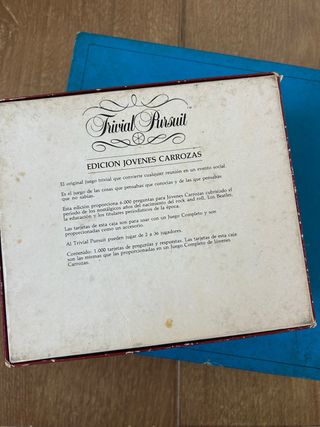 Trivial Pursuit
EDICION JOVENES CARROZAS
El original juego trivial que convierte cualquier reunión en un evento social.
Es el juego de las cosas que pensabas que conocías y de las que pensabas
que no sabías.
Esta edición proporciona 6.000 preguntas para Jóvenes Carrozas cubriendo el
período de los nostálgicos años del nacimiento del rock and roll, Los Beatles,
la educación y los titulares periodísticos de la época.
Las tarjetas de esta caja son para usar con un Juego Completo y son
proporcionadas como un accesorio.
Al Trivial Pursuit pueden jugar de 2 a 36 jugadores.
Contenido: 1.000 tarjetas de preguntas y respuestas. Las tarjetas de esta caja
son las mismas que las proporcionadas en un Juego Completo de Jóvenes
Carrozas.